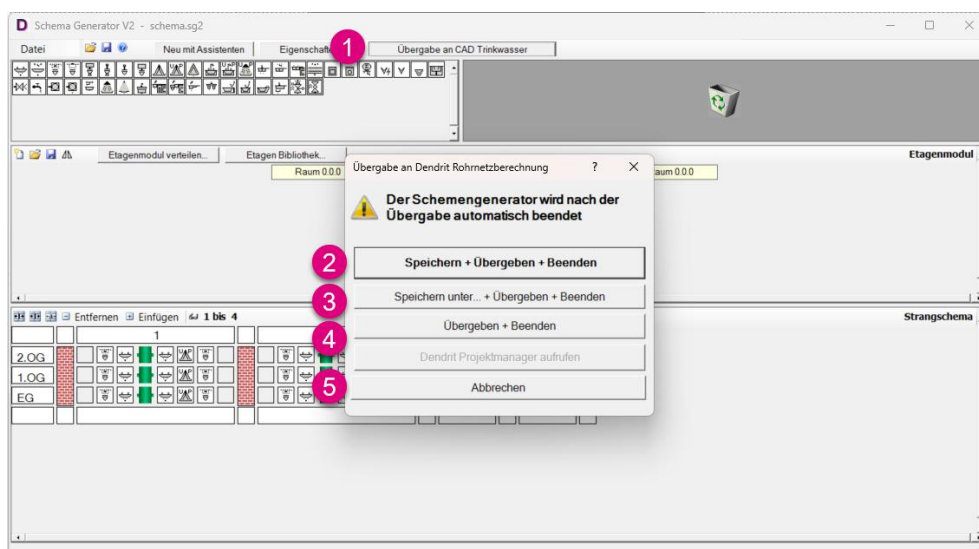 D Schema Generator V2 - schema.sg2
Datei Neu mit Assistenten Eigenschaf 1 Übergabe an CAD Trinkwasser
Etagenmodul verteilen... Etagen Bibliothek... Etagenmodul
Raum 0.0.0 aum 0.0.0
Übergabe an Dendrit Rohrnetzberechnung ? X
Der Schemengenerator wird nach der
Übergabe automatisch beendet
2 Speichern + Übergeben + Beenden
3 Speichern unter... + Übergeben + Beenden
Übergeben + Beenden
4
Dendrit Projektmanager aufrufen
5 Abbrechen
Entfernen Einfügen 1 bis 4 Strangschema
1
2.OG
1.OG
EG